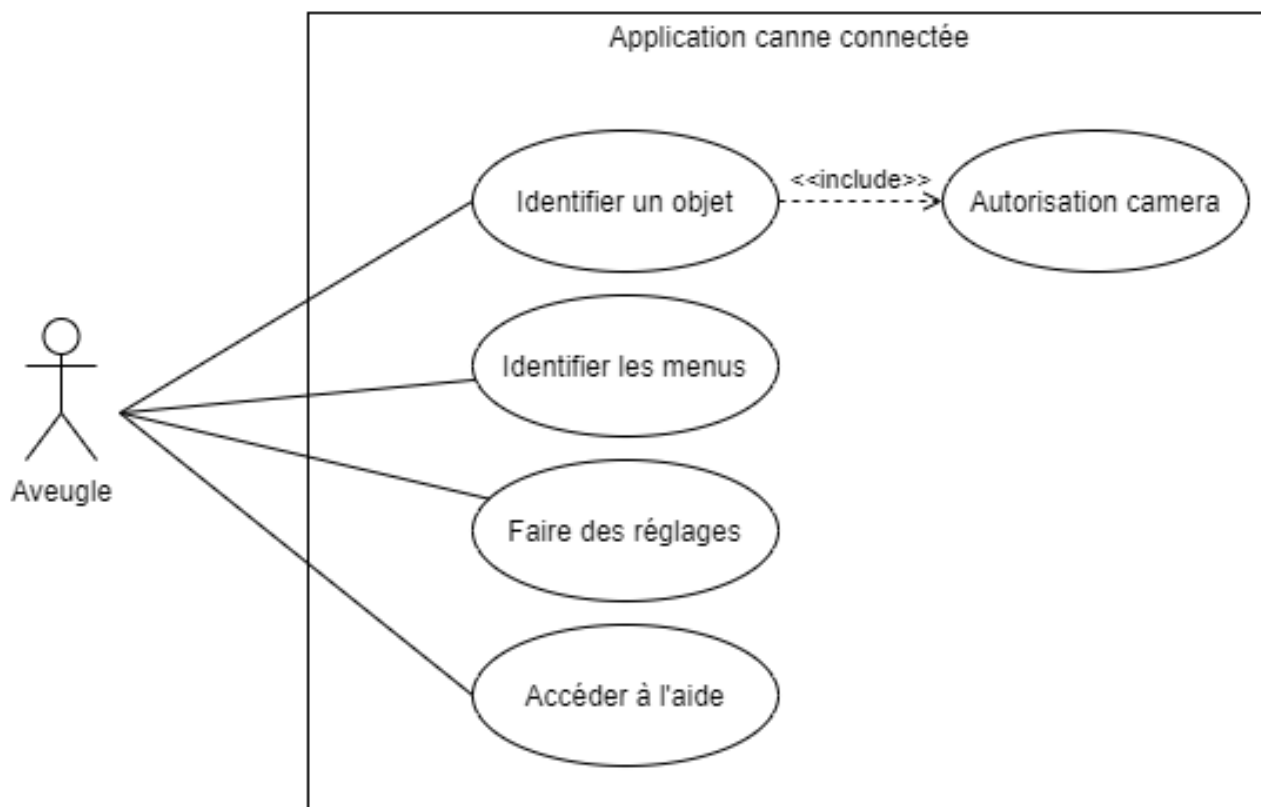 Application canne connectée
Identifier un objet
<<include>>
Autorisation camera
Identifier les menus
Aveugle
Faire des réglages
Accéder à l'aide